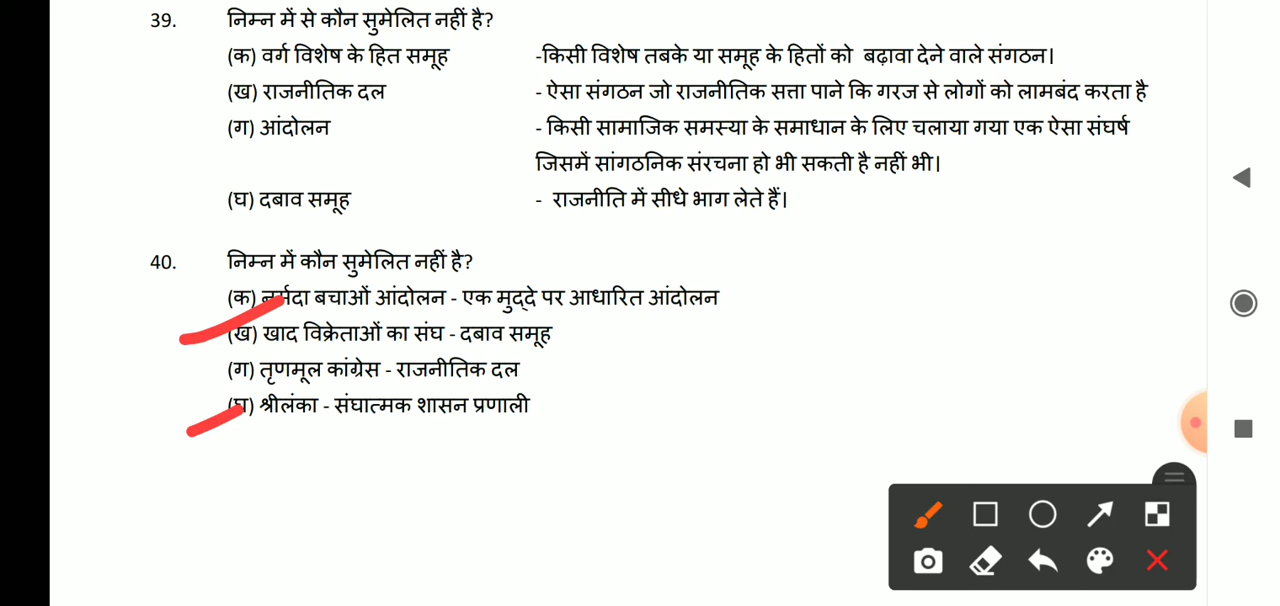 39. निम्न में से कौन सुमेलित नहीं है?
(क) वर्ग विशेष के हित समूह -किसी विशेष तबके या समूह के हितों को बढ़ावा देने वाले संगठन।
(ख) राजनीतिक दल - ऐसा संगठन जो राजनीतिक सत्ता पाने कि गरज से लोगों को लामबंद करता है
(ग) आंदोलन - किसी सामाजिक समस्या के समाधान के लिए चलाया गया एक ऐसा संघर्ष
जिसमें सांगठनिक संरचना हो भी सकती है नहीं भी।
(घ) दबाव समूह - राजनीति में सीधे भाग लेते हैं।
40. निम्न में कौन सुमेलित नहीं है?
(क) नर्मदा बचाओं आंदोलन - एक मुद्दे पर आधारित आंदोलन
(ख) खाद विक्रेताओं का संघ - दबाव समूह
(ग) तृणमूल कांग्रेस - राजनीतिक दल
(घ) श्रीलंका - संघात्मक शासन प्रणाली